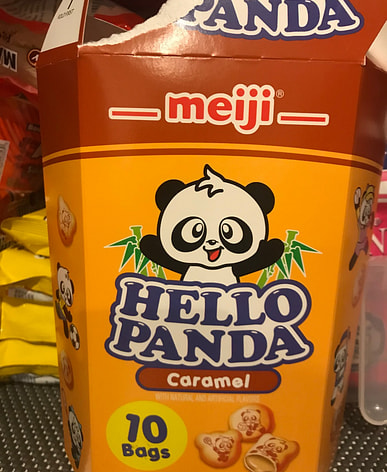 PANDA
meiji®
HELLO
PANDA
Caramel
WITH NATURAL AND ARTIFICIAL FLAVORS
10
Bags